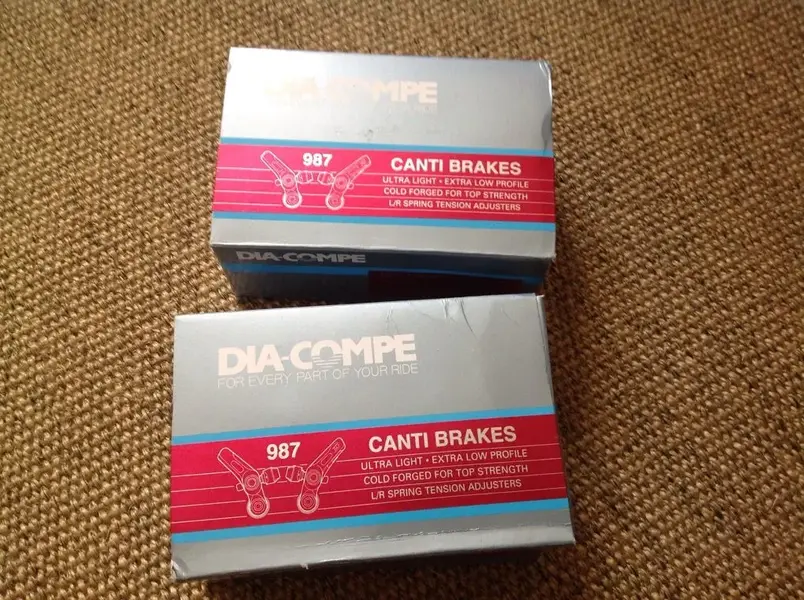 DIA-COMPE
987
CANTI BRAKES
ULTRA LIGHT • EXTRA LOW PROFILE
COLD FORGED FOR TOP STRENGTH
L/R SPRING TENSION ADJUSTERS
DIA-COMPE
DIA-COMPE
FOR EVERY PART OF YOUR RIDE
987
CANTI BRAKES
ULTRA LIGHT • EXTRA LOW PROFILE
COLD FORGED FOR TOP STRENGTH
L/R SPRING TENSION ADJUSTERS